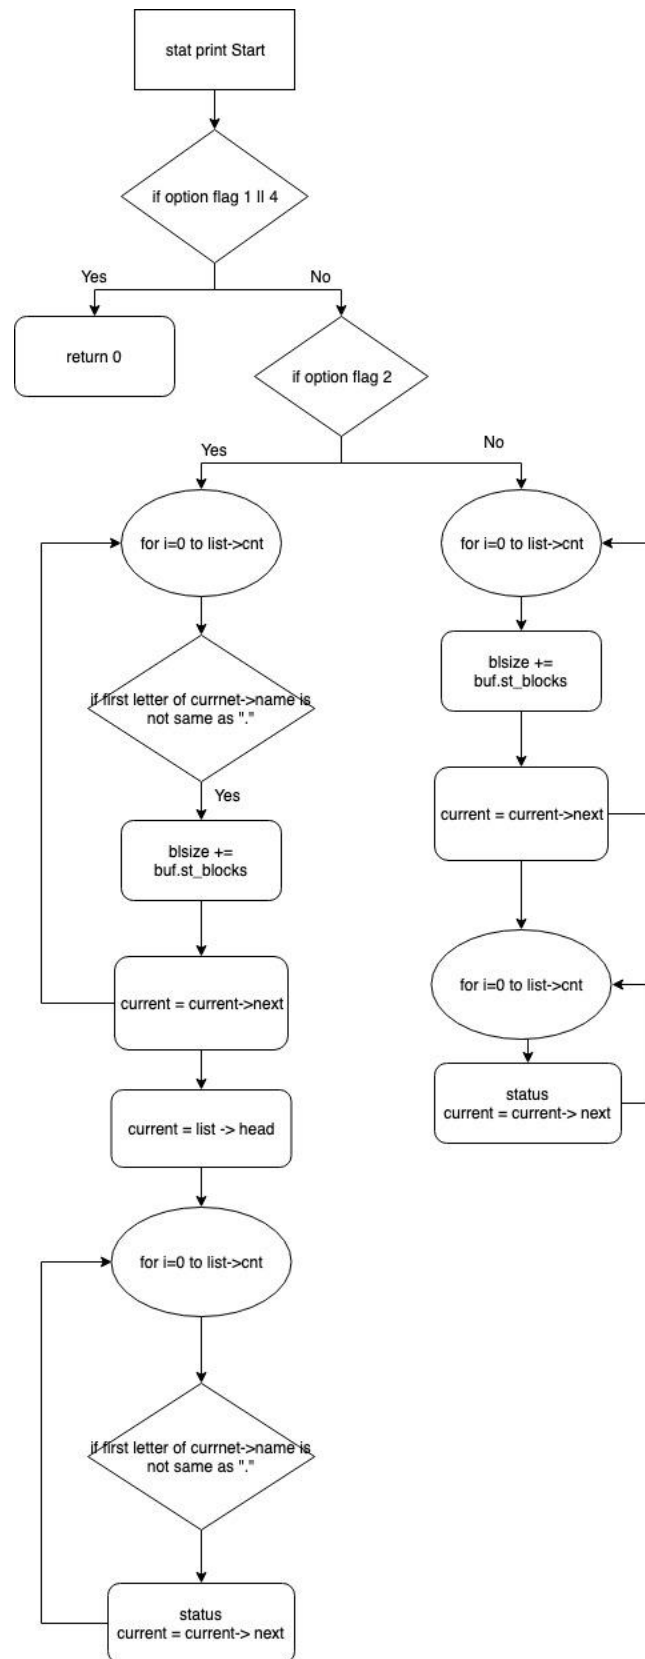 stat print Start
if option flag 1 || 4
Yes
No
return 0
if option flag 2
Yes
No
for i=0 to list->cnt
for i=0 to list->cnt
blsize +=
buf.st_blocks
if first letter of currnet->name is
not same as "."
Yes
current = current->next
blsize +=
buf.st_blocks
for i=0 to list->cnt
current = current->next
status
current = current-> next
current = list -> head
for i=0 to list->cnt
if first letter of currnet->name is
not same as "."
status
current = current-> next